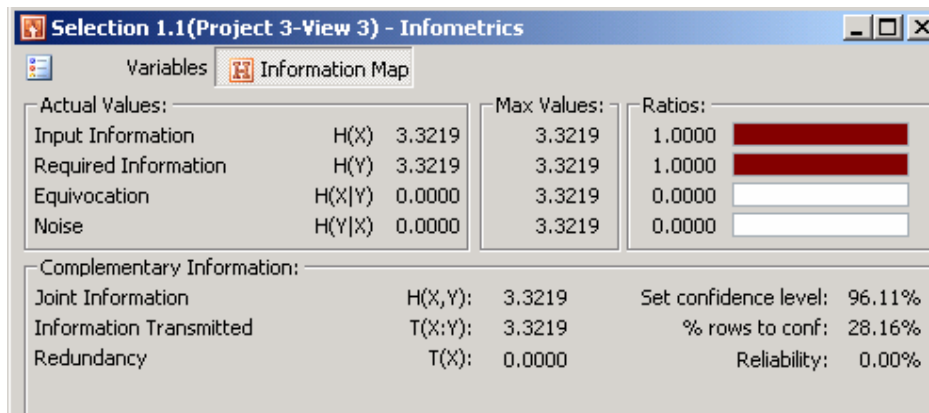 Selection 1.1(Project 3-View 3) - Infometrics
Variables Information Map
Actual Values: Max Values: Ratios:
Input Information H(X) 3.3219 3.3219 1.0000
Required Information H(Y) 3.3219 3.3219 1.0000
Equivocation H(X|Y) 0.0000 3.3219 0.0000
Noise H(Y|X) 0.0000 3.3219 0.0000
Complementary Information:
Joint Information H(X,Y): 3.3219 Set confidence level: 96.11%
Information Transmitted T(X:Y): 3.3219 % rows to conf: 28.16%
Redundancy T(X): 0.0000 Reliability: 0.00%